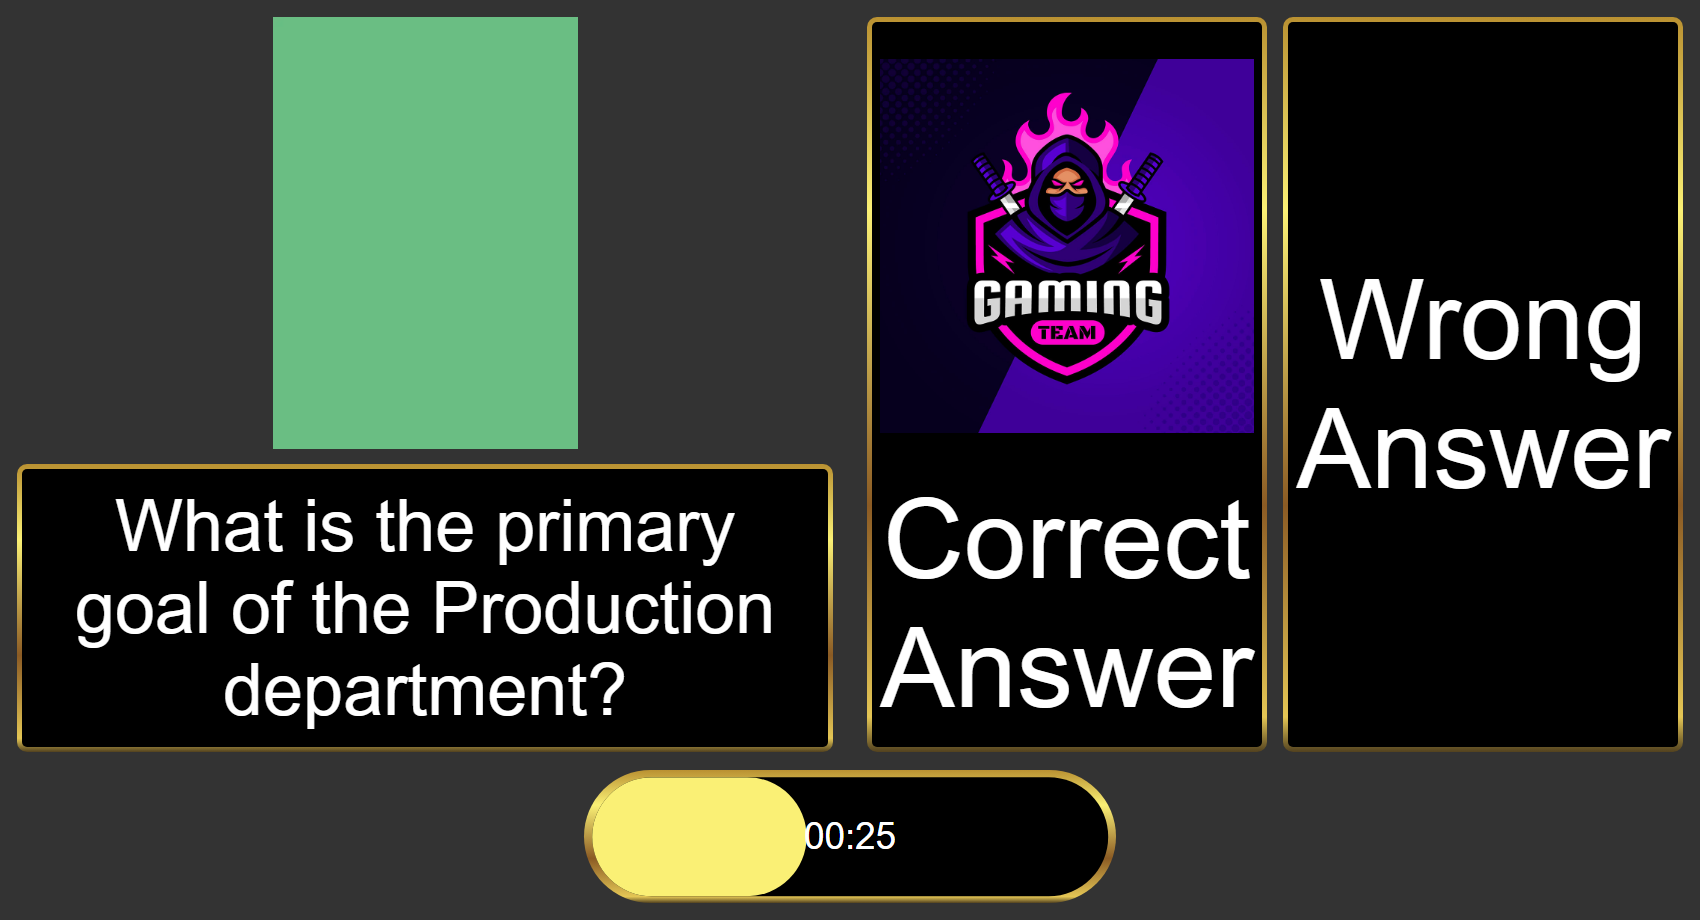 What is the primary
goal of the Production
department?
GAMING
TEAM
Correct
Answer
Wrong
Answer
00:25